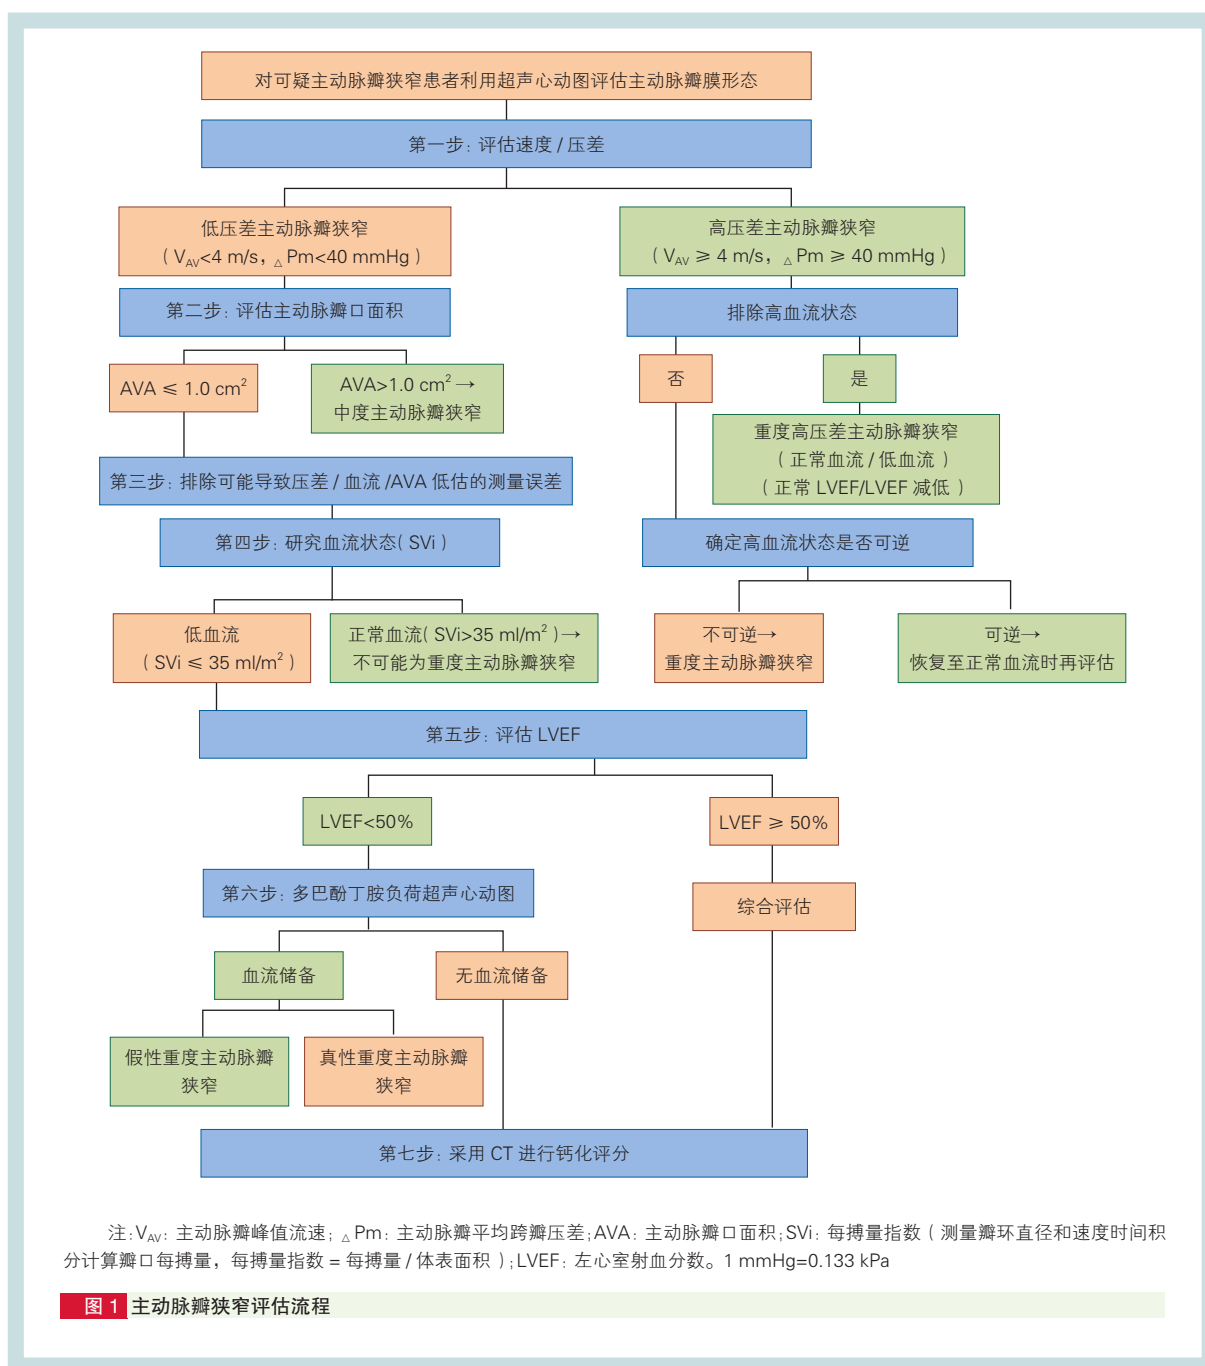 对可疑主动脉瓣狭窄患者利用超声心动图评估主动脉瓣膜形态
第一步: 评估速度 / 压差
低压差主动脉瓣狭窄
( V_AV<4 m/s, △ Pm<40 mmHg )
高压差主动脉瓣狭窄
( V_AV ≥ 4 m/s, △ Pm ≥ 40 mmHg )
第二步: 评估主动脉瓣口面积
排除高血流状态
AVA ≤ 1.0 cm²
AVA>1.0 cm² →
中度主动脉瓣狭窄
否
是
重度高压差主动脉瓣狭窄
( 正常血流 / 低血流 )
( 正常 LVEF/LVEF 减低 )
第三步: 排除可能导致压差 / 血流 /AVA 低估的测量误差
第四步: 研究血流状态( SVi )
确定高血流状态是否可逆
低血流
( SVi ≤ 35 ml/m² )
正常血流( SVi>35 ml/m² )→
不可能为重度主动脉瓣狭窄
不可逆→
重度主动脉瓣狭窄
可逆→
恢复至正常血流时再评估
第五步: 评估 LVEF
LVEF<50%
LVEF ≥ 50%
第六步: 多巴酚丁胺负荷超声心动图
综合评估
血流储备
无血流储备
假性重度主动脉瓣
狭窄
真性重度主动脉瓣
狭窄
第七步: 采用 CT 进行钙化评分
注:V_AV: 主动脉瓣峰值流速; △ Pm: 主动脉瓣平均跨瓣压差;AVA: 主动脉瓣口面积;SVi: 每搏量指数 ( 测量瓣环直径和速度时间积
分计算瓣口每搏量, 每搏量指数 = 每搏量 / 体表面积 );LVEF: 左心室射血分数。1 mmHg=0.133 kPa
图 1 主动脉瓣狭窄评估流程